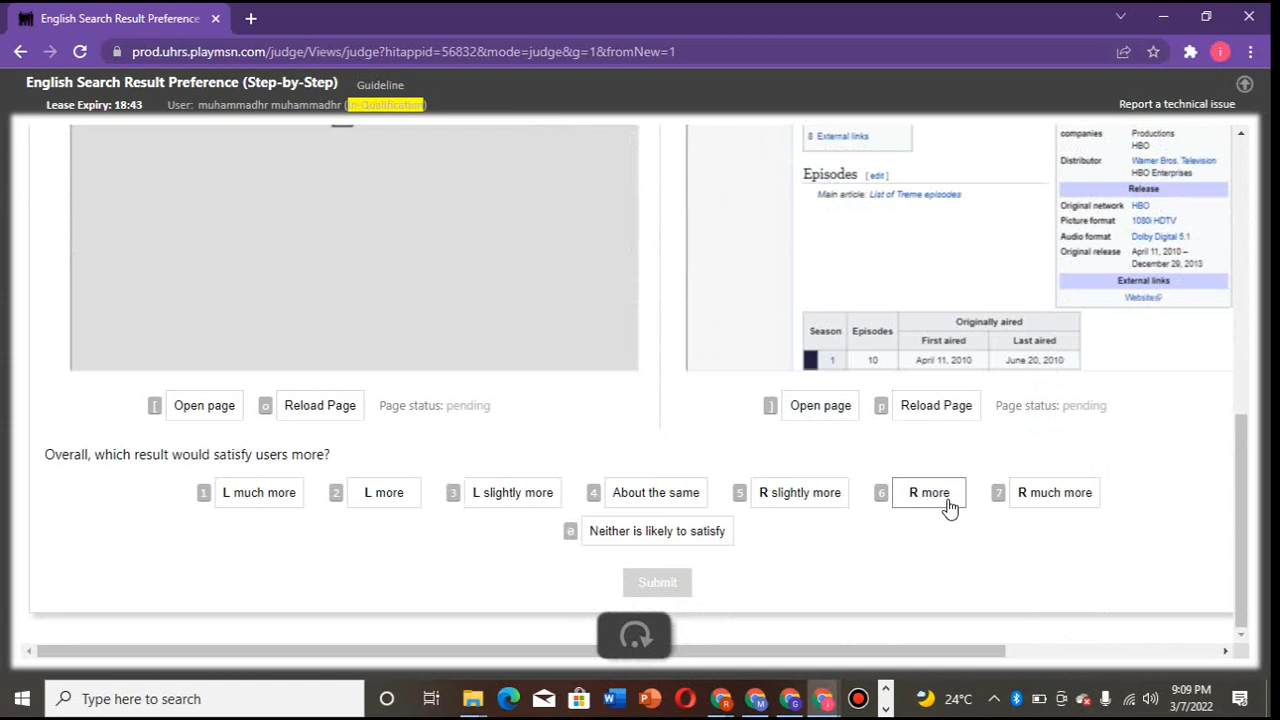 English Search Result Preference
prod.uhrs.playmsn.com/judge/Views/judge?hitappid=56832&mode=judge&g=1&fromNew=1
i
English Search Result Preference (Step-by-Step)
Guideline
Lease Expiry: 18:43 User: muhammadhr muhammadhr (In-Qualification)
Report a technical issue
8 External links
Episodes [edit]
Main article: List of Treme episodes
companies Productions
HBO
Distributor Warner Bros. Television
HBO Enterprises
Release
Original network HBO
Picture format 1080i HDTV
Audio format Dolby Digital 5.1
Original release April 11, 2010 –
December 29, 2013
External links
Website
Season Episodes Originally aired
First aired Last aired
1 10 April 11, 2010 June 20, 2010
[ Open page o Reload Page Page status: pending
] Open page p Reload Page Page status: pending
Overall, which result would satisfy users more?
1 L much more 2 L more 3 L slightly more 4 About the same 5 R slightly more 6 R more 7 R much more
Neither is likely to satisfy
Submit
Type here to search
24°C
9:09 PM
3/7/2022